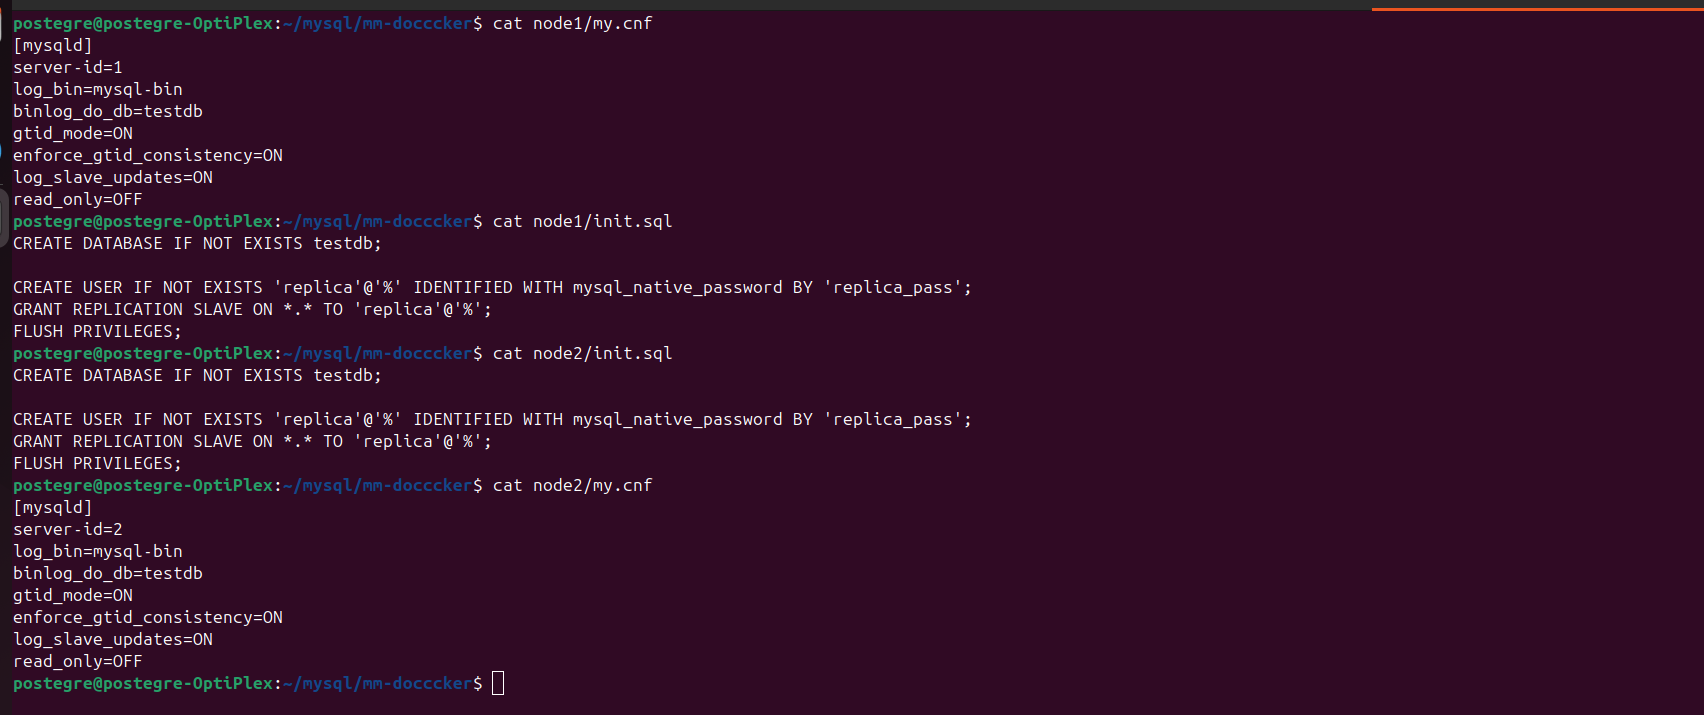 postegre@postegre-OptiPlex:~/mysql/mm-docccker$ cat node1/my.cnf
[mysqld]
server-id=1
log_bin=mysql-bin
binlog_do_db=testdb
gtid_mode=ON
enforce_gtid_consistency=ON
log_slave_updates=ON
read_only=OFF
postegre@postegre-OptiPlex:~/mysql/mm-docccker$ cat node1/init.sql
CREATE DATABASE IF NOT EXISTS testdb;

CREATE USER IF NOT EXISTS 'replica'@'%' IDENTIFIED WITH mysql_native_password BY 'replica_pass';
GRANT REPLICATION SLAVE ON *.* TO 'replica'@'%';
FLUSH PRIVILEGES;
postegre@postegre-OptiPlex:~/mysql/mm-docccker$ cat node2/init.sql
CREATE DATABASE IF NOT EXISTS testdb;

CREATE USER IF NOT EXISTS 'replica'@'%' IDENTIFIED WITH mysql_native_password BY 'replica_pass';
GRANT REPLICATION SLAVE ON *.* TO 'replica'@'%';
FLUSH PRIVILEGES;
postegre@postegre-OptiPlex:~/mysql/mm-docccker$ cat node2/my.cnf
[mysqld]
server-id=2
log_bin=mysql-bin
binlog_do_db=testdb
gtid_mode=ON
enforce_gtid_consistency=ON
log_slave_updates=ON
read_only=OFF
postegre@postegre-OptiPlex:~/mysql/mm-docccker$